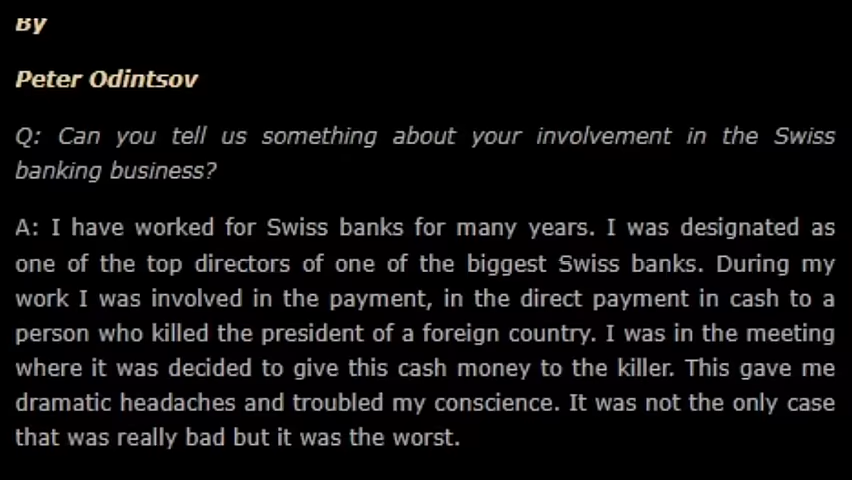 By
Peter Odintsov
Q: Can you tell us something about your involvement in the Swiss
banking business?
A: I have worked for Swiss banks for many years. I was designated as
one of the top directors of one of the biggest Swiss banks. During my
work I was involved in the payment, in the direct payment in cash to a
person who killed the president of a foreign country. I was in the meeting
where it was decided to give this cash money to the killer. This gave me
dramatic headaches and troubled my conscience. It was not the only case
that was really bad but it was the worst.